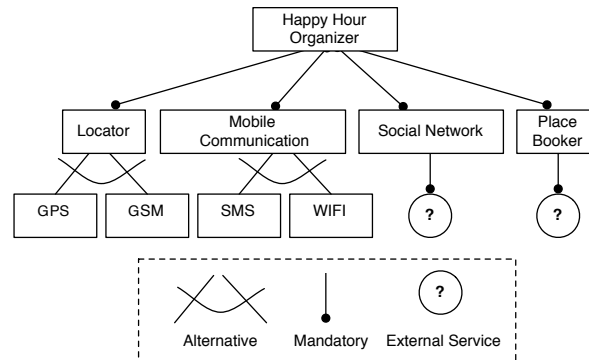 Happy Hour
Organizer
Locator
Mobile
Communication
Social Network
Place
Booker
GPS
GSM
SMS
WIFI
?
?
?
Alternative
Mandatory
External Service